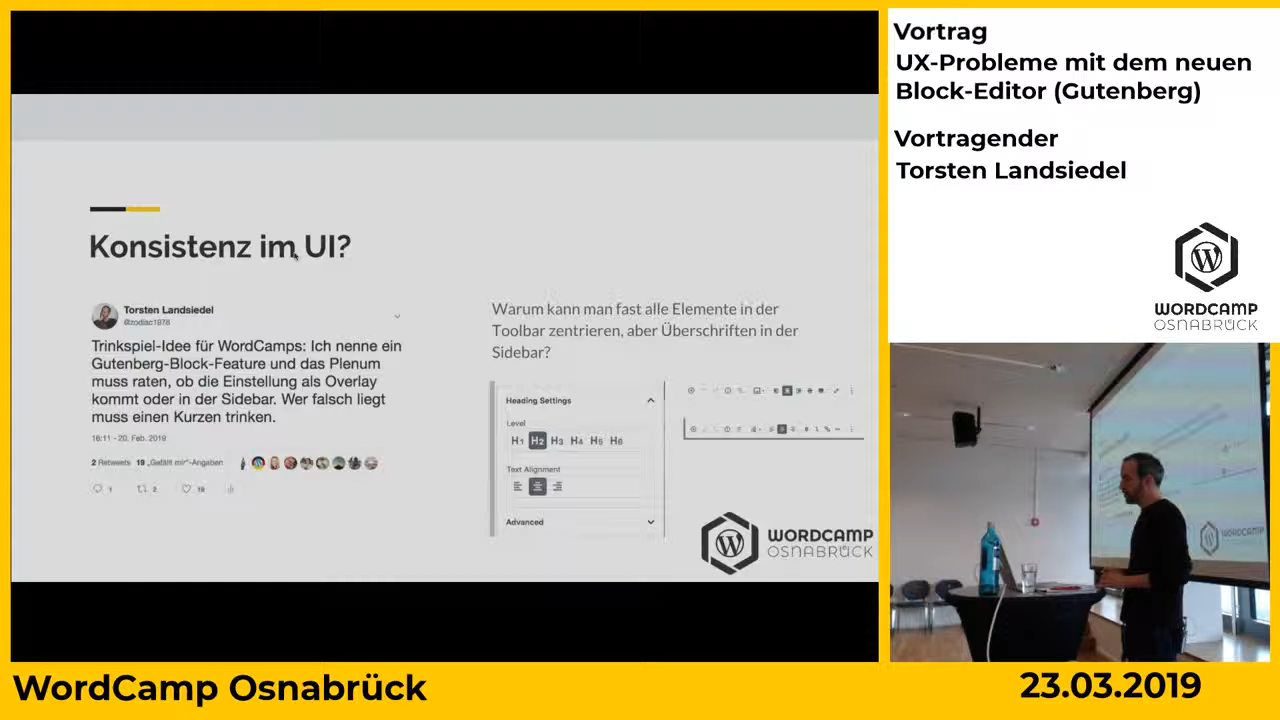 Konsistenz im UI?
Torsten Landsiedel
@zodiac1978
Trinkspiel-Idee für WordCamps: Ich nenne ein
Gutenberg-Block-Feature und das Plenum
muss raten, ob die Einstellung als Overlay
kommt oder in der Sidebar. Wer falsch liegt
muss einen Kurzen trinken.
16:11 - 20. Feb. 2019
2 Retweets 19 „Gefällt mir“-Angaben
1 2 19
Warum kann man fast alle Elemente in der
Toolbar zentrieren, aber Überschriften in der
Sidebar?
Heading Settings
Level
H1 H2 H3 H4 H5 H6
Text Alignment
Advanced
WORDCAMP
OSNABRÜCK
Vortrag
UX-Probleme mit dem neuen
Block-Editor (Gutenberg)
Vortragender
Torsten Landsiedel
WORDCAMP
OSNABRÜCK
WORDCAMP
WordCamp Osnabrück
23.03.2019